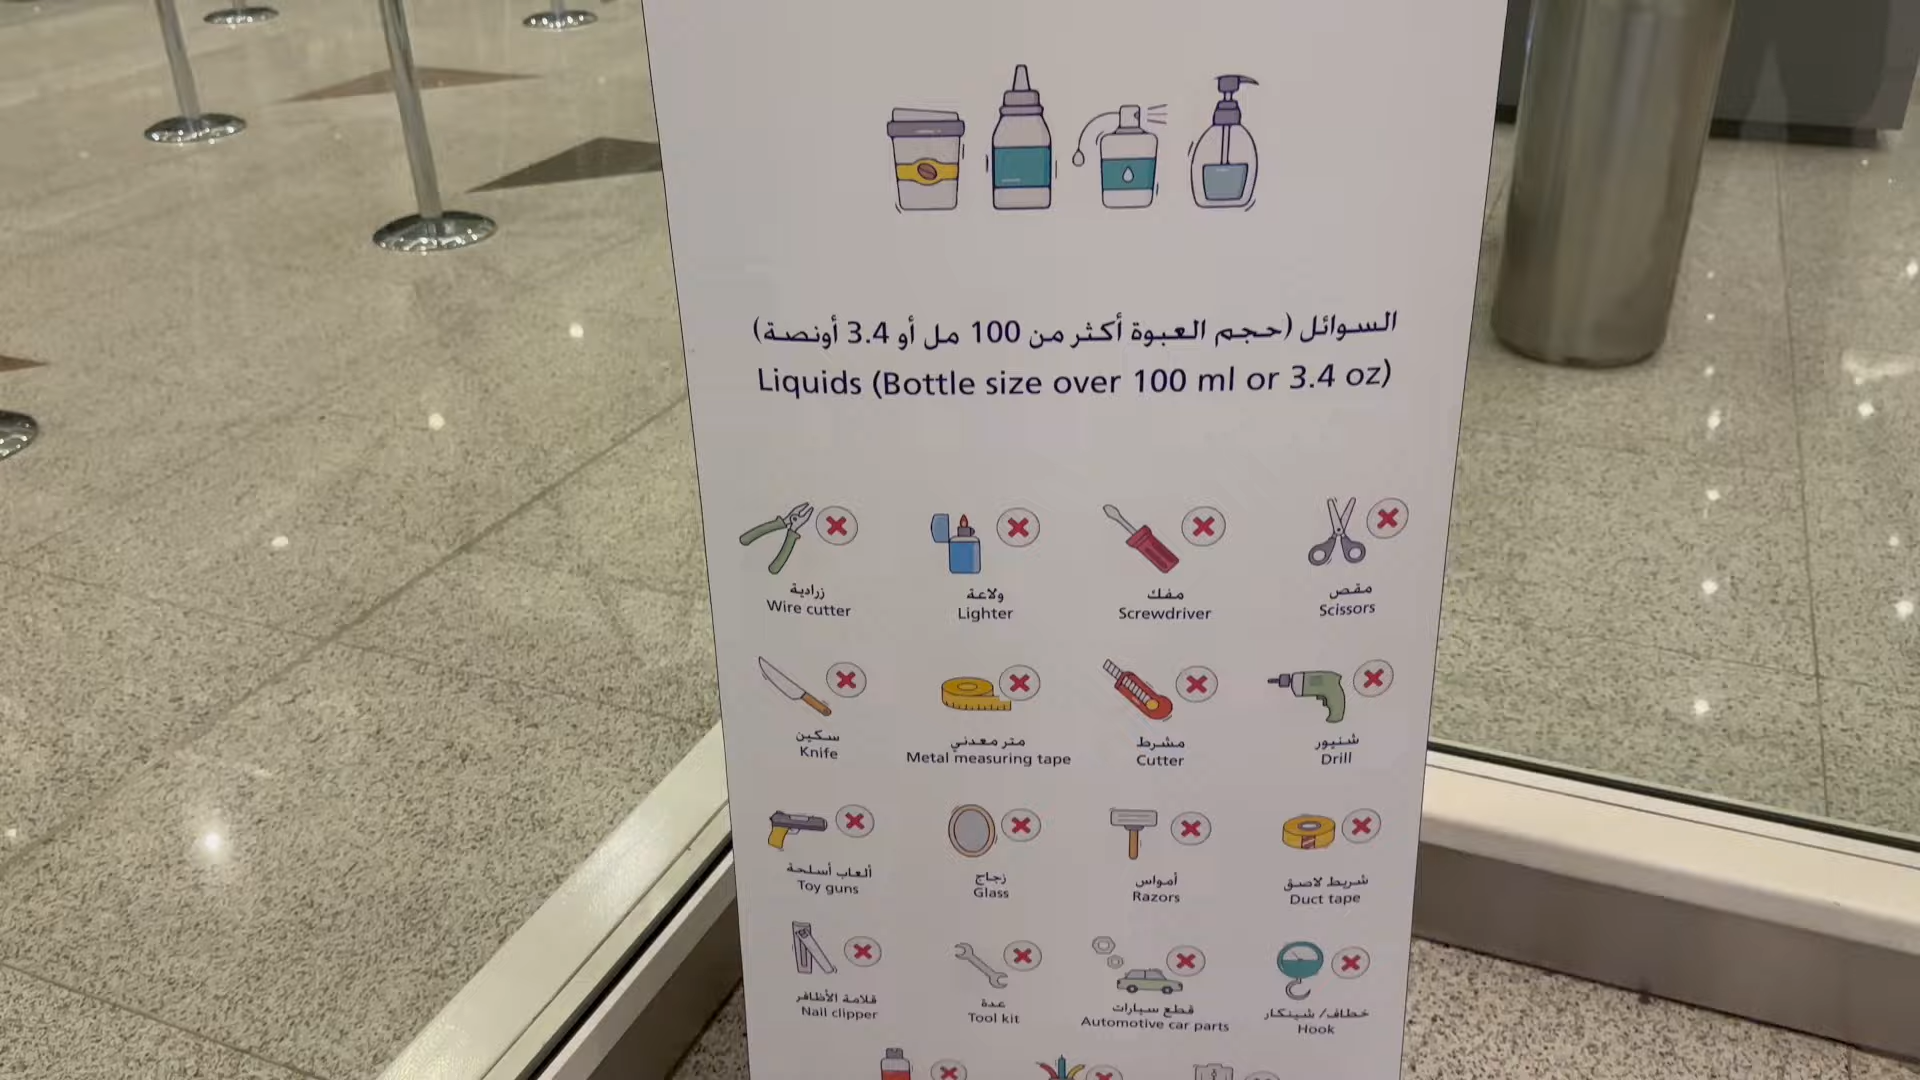 السوائل (حجم العبوة أكثر من 100 مل أو 3.4 أونصة)
Liquids (Bottle size over 100 ml or 3.4 oz)
زرادية
Wire cutter
ولاعة
Lighter
مفك
Screwdriver
مقص
Scissors
سكين
Knife
متر معدني
Metal measuring tape
مشرط
Cutter
شنيور
Drill
ألعاب أسلحة
Toy guns
زجاج
Glass
أمواس
Razors
شريط لاصق
Duct tape
قلامة الأظافر
Nail clipper
عدة
Tool kit
قطع سيارات
Automotive car parts
خطاف/ شينكار
Hook